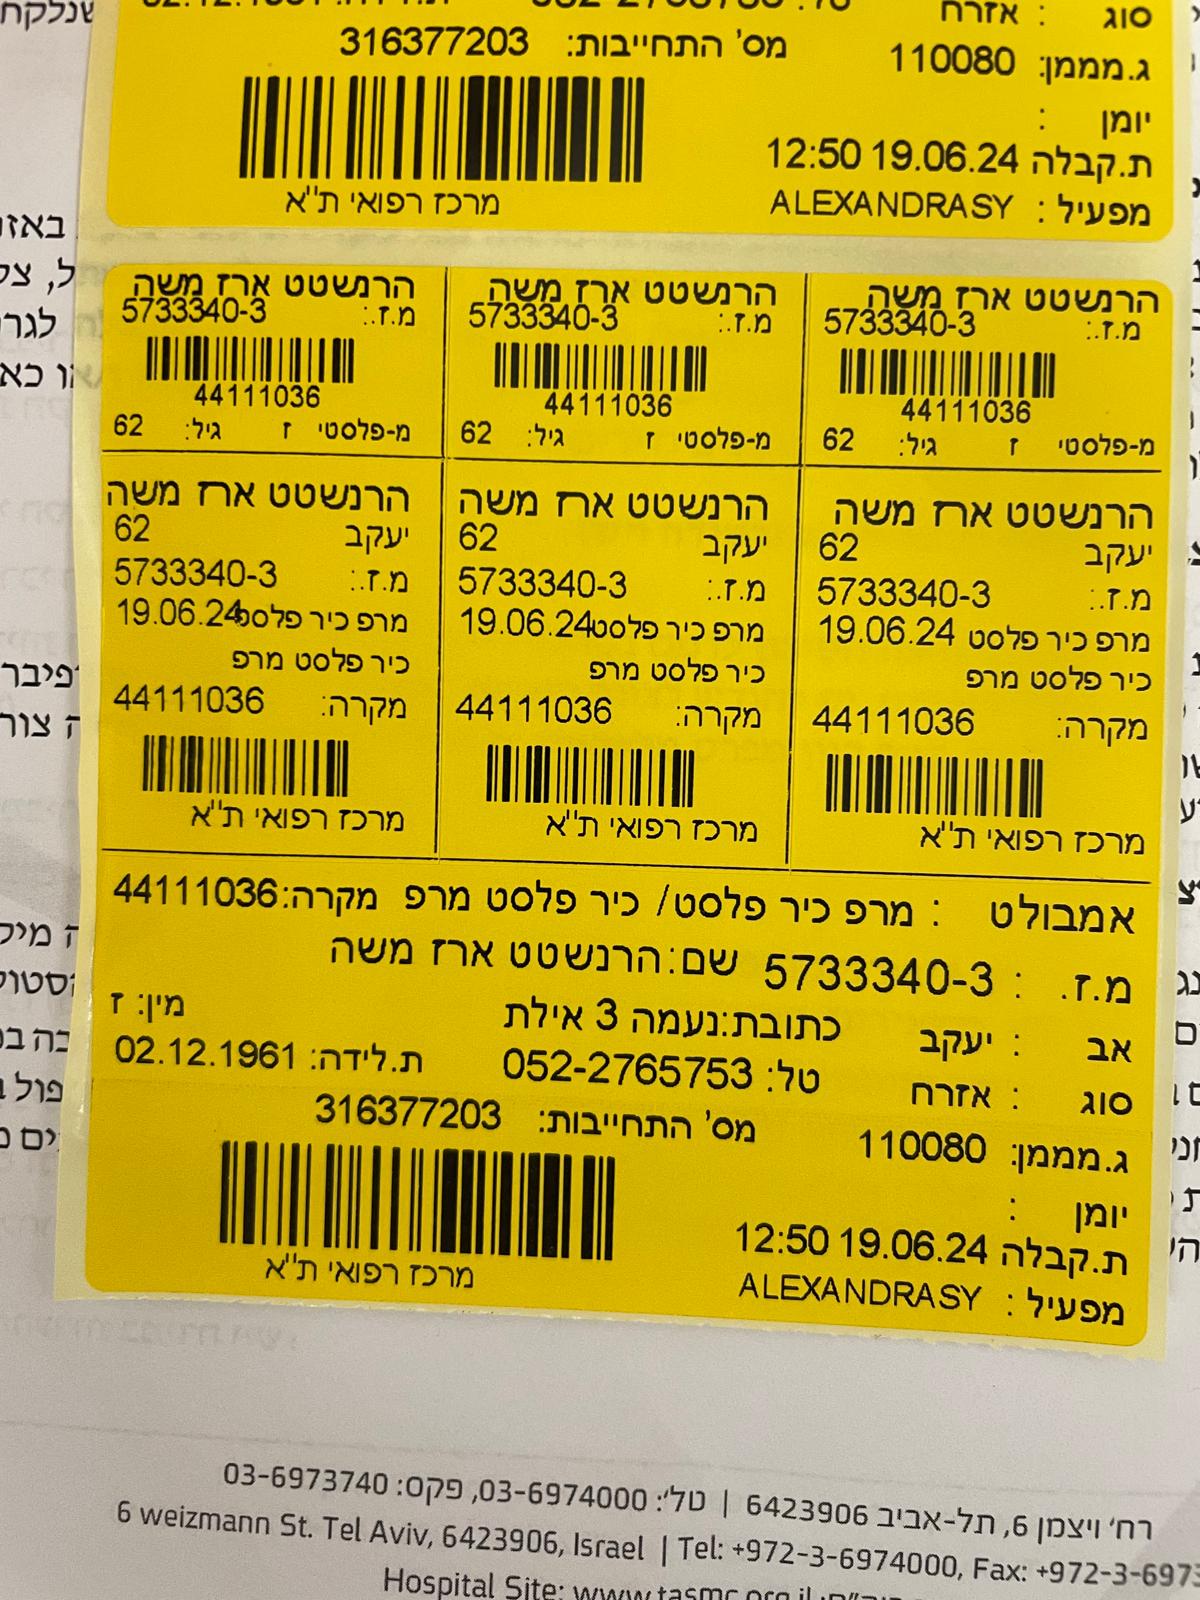 סוג : אזרח
מס' התחייבות: 316377203
ג.מממן: 110080
יומן :
ת.קבלה 19.06.24 12:50
מפעיל : ALEXANDRASY
מרכז רפואי ת"א
הרנשטט ארז משה
מ.ז.: 5733340-3
44111036
מ-פלסטי ז גיל: 62
הרנשטט ארז משה
מ.ז.: 5733340-3
44111036
מ-פלסטי ז גיל: 62
הרנשטט ארז משה
מ.ז.: 5733340-3
44111036
מ-פלסטי ז גיל: 62
הרנשטט ארז משה
יעקב 62
מ.ז.: 5733340-3
מרפ כיר פלסט 19.06.24
כיר פלסט מרפ
מקרה: 44111036
מרכז רפואי ת"א
הרנשטט ארז משה
יעקב 62
מ.ז.: 5733340-3
מרפ כיר פלסט 19.06.24
כיר פלסט מרפ
מקרה: 44111036
מרכז רפואי ת"א
הרנשטט ארז משה
יעקב 62
מ.ז.: 5733340-3
מרפ כיר פלסט 19.06.24
כיר פלסט מרפ
מקרה: 44111036
מרכז רפואי ת"א
אמבולט : מרפ כיר פלסט/ כיר פלסט מרפ מקרה:44111036
מ.ז. : 5733340-3 שם:הרנשטט ארז משה
אב : יעקב כתובת:נעמה 3 אילת מין: ז
סוג : אזרח טל: 052-2765753 ת.לידה: 02.12.1961
ג.מממן: 110080 מס' התחייבות: 316377203
יומן :
ת.קבלה 19.06.24 12:50
מפעיל : ALEXANDRASY
מרכז רפואי ת"א
רח' ויצמן 6, תל-אביב 6423906 | טל': 03-6974000, פקס: 03-6973740
6 weizmann St. Tel Aviv, 6423906, Israel | Tel: +972-3-6974000, Fax: +972-3-6973
Hospital Site: www.tasmc.org.il